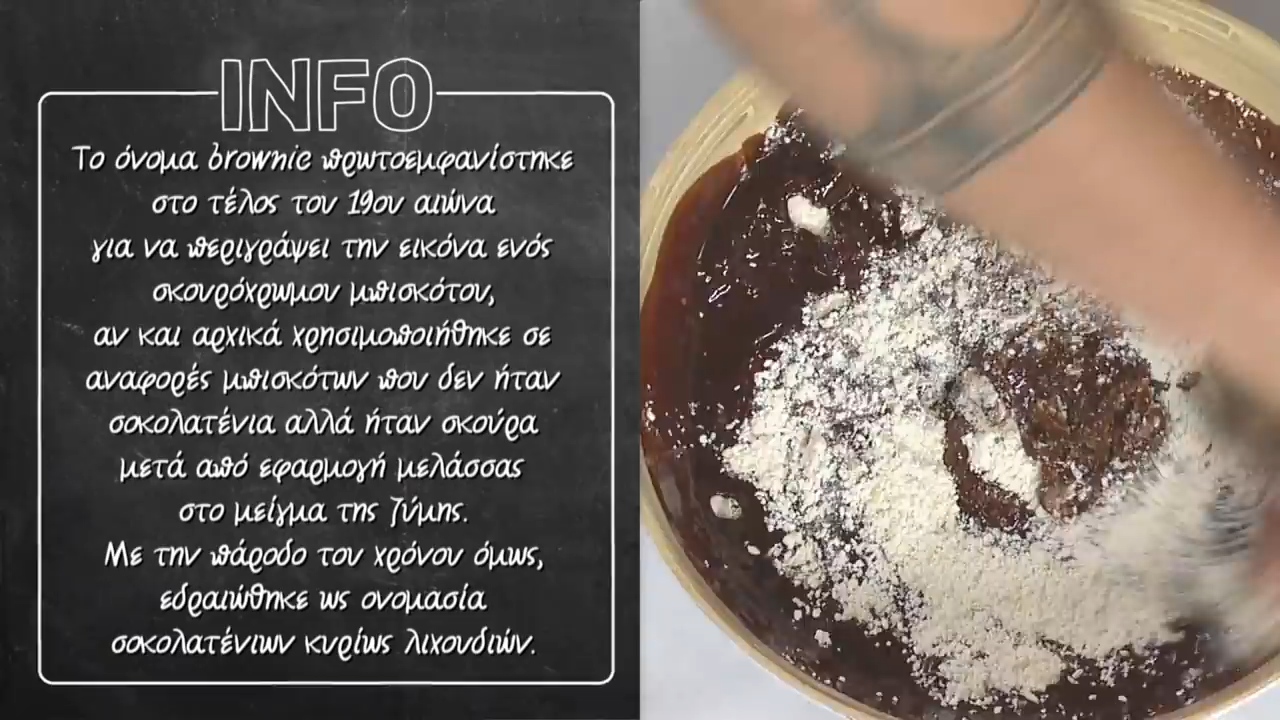 INFO
Το όνομα brownie πρωτοεμφανίστηκε
στο τέλος του 19ου αιώνα
για να περιγράψει την εικόνα ενός
σκουρόχρωμου μπισκότου,
αν και αρχικά χρησιμοποιήθηκε σε
αναφορές μπισκότων που δεν ήταν
σοκολατένια αλλά ήταν σκούρα
μετά από εφαρμογή μελάσσας
στο μείγμα της ζύμης.
Με την πάροδο του χρόνου όμως,
εδραιώθηκε ως ονομασία
σοκολατένιων κυρίως λιχουδιών.